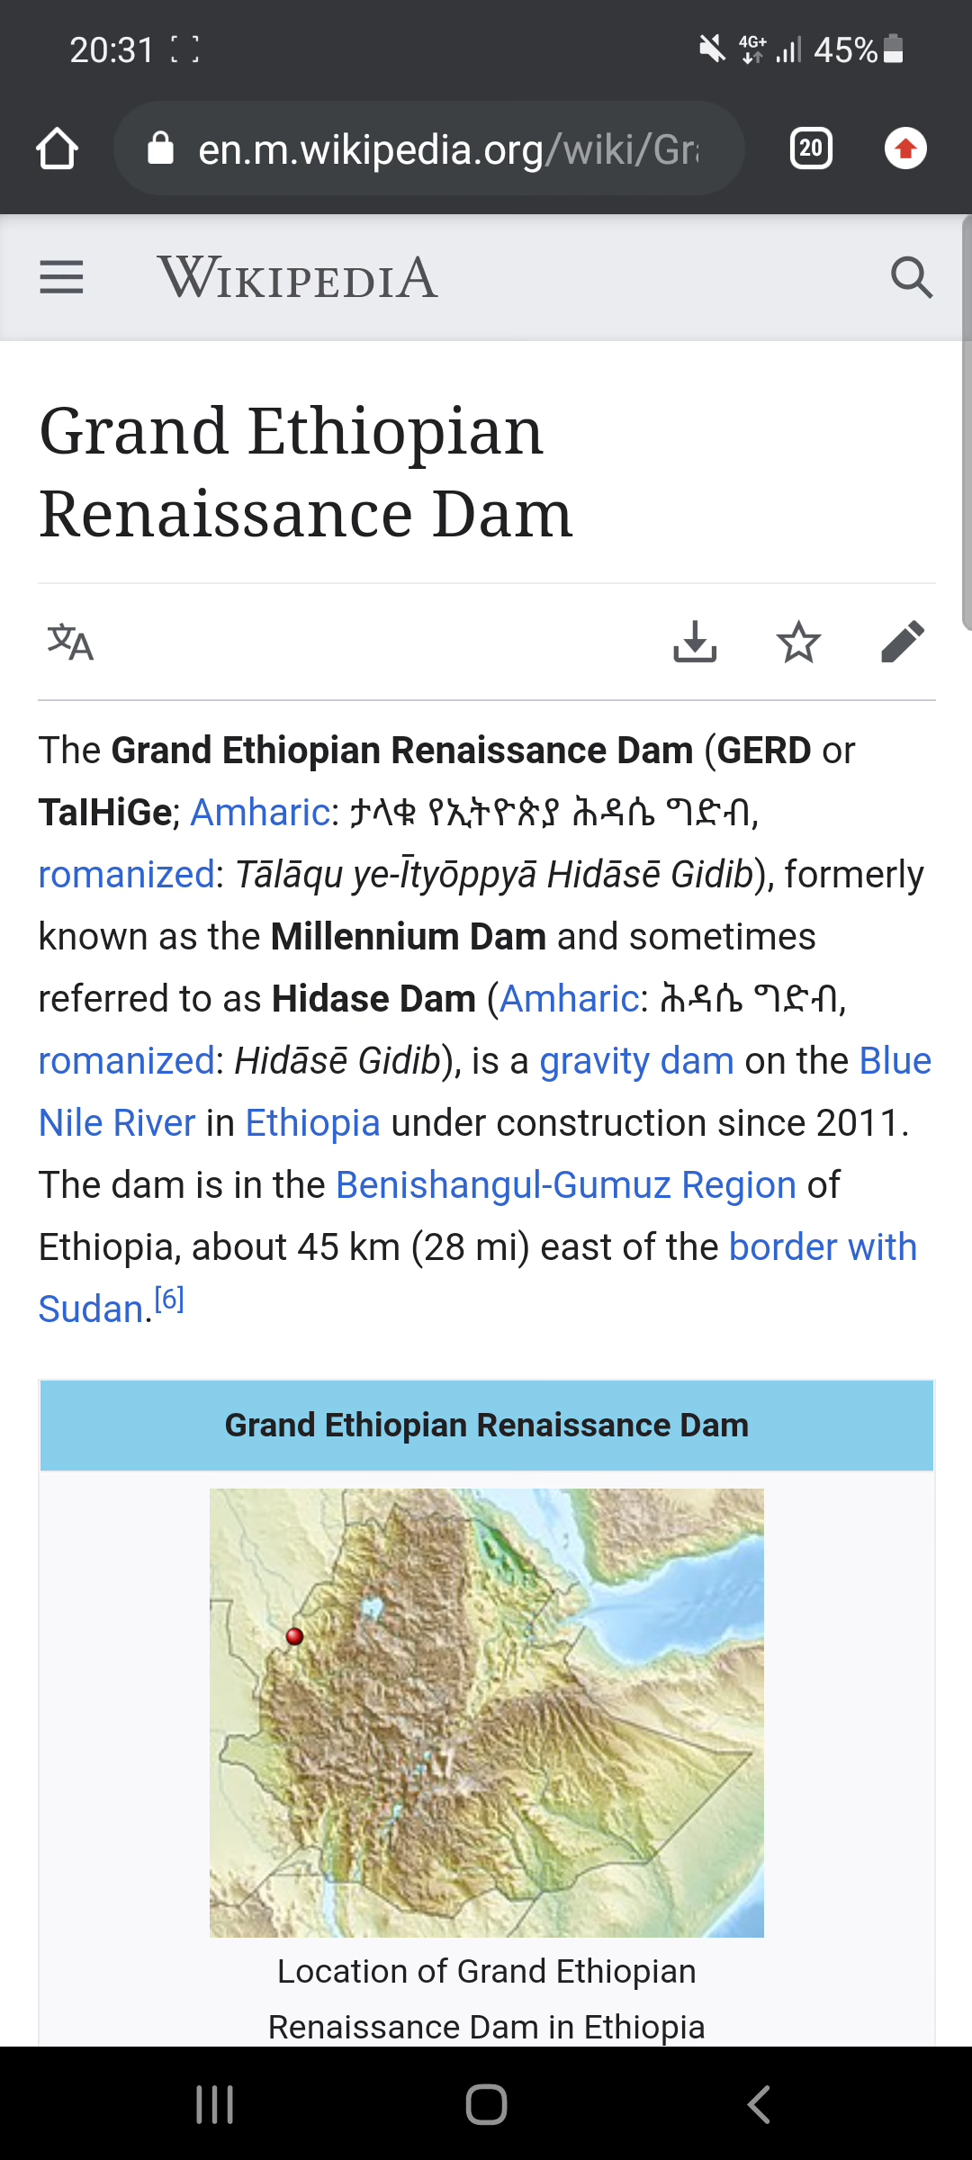 20:31
4G+
45%
en.m.wikipedia.org/wiki/Gr
20
WIKIPEDIA
Grand Ethiopian
Renaissance Dam
The Grand Ethiopian Renaissance Dam (GERD or
TaIHiGe; Amharic: ታላቁ የኢትዮጵያ ሕዳሴ ግድብ,
romanized: Tālāqu ye-Ītyōppyā Hidāsē Gidib), formerly
known as the Millennium Dam and sometimes
referred to as Hidase Dam (Amharic: ሕዳሴ ግድብ,
romanized: Hidāsē Gidib), is a gravity dam on the Blue
Nile River in Ethiopia under construction since 2011.
The dam is in the Benishangul-Gumuz Region of
Ethiopia, about 45 km (28 mi) east of the border with
Sudan.[6]
Grand Ethiopian Renaissance Dam
Location of Grand Ethiopian
Renaissance Dam in Ethiopia